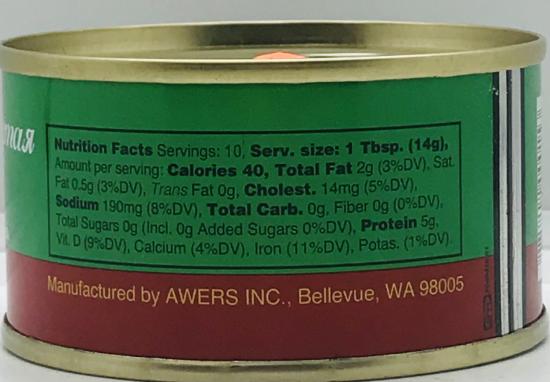 тая
Nutrition Facts Servings: 10, Serv. size: 1 Tbsp. (14g),
Amount per serving: Calories 40, Total Fat 2g (3%DV), Sat.
Fat 0.5g (3%DV), Trans Fat 0g, Cholest. 14mg (5%DV),
Sodium 190mg (8%DV), Total Carb. 0g, Fiber 0g (0%DV),
Total Sugars 0g (Incl. 0g Added Sugars 0%DV), Protein 5g,
Vit. D (9%DV), Calcium (4%DV), Iron (11%DV), Potas. (1%DV).
Manufactured by AWERS INC., Bellevue, WA 98005